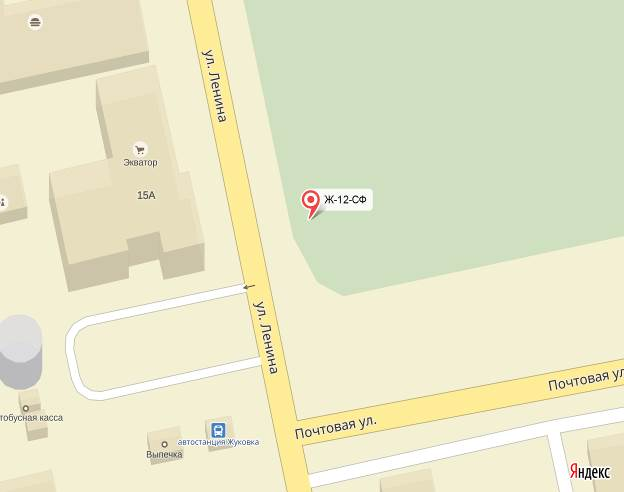 ул. Ленина
Экватор
15А
Ж-12-СФ
ул. Ленина
Почтовая ул.
Почтовая ул
тобусная касса
автостанция Жуковка
Выпечка
Яндекс